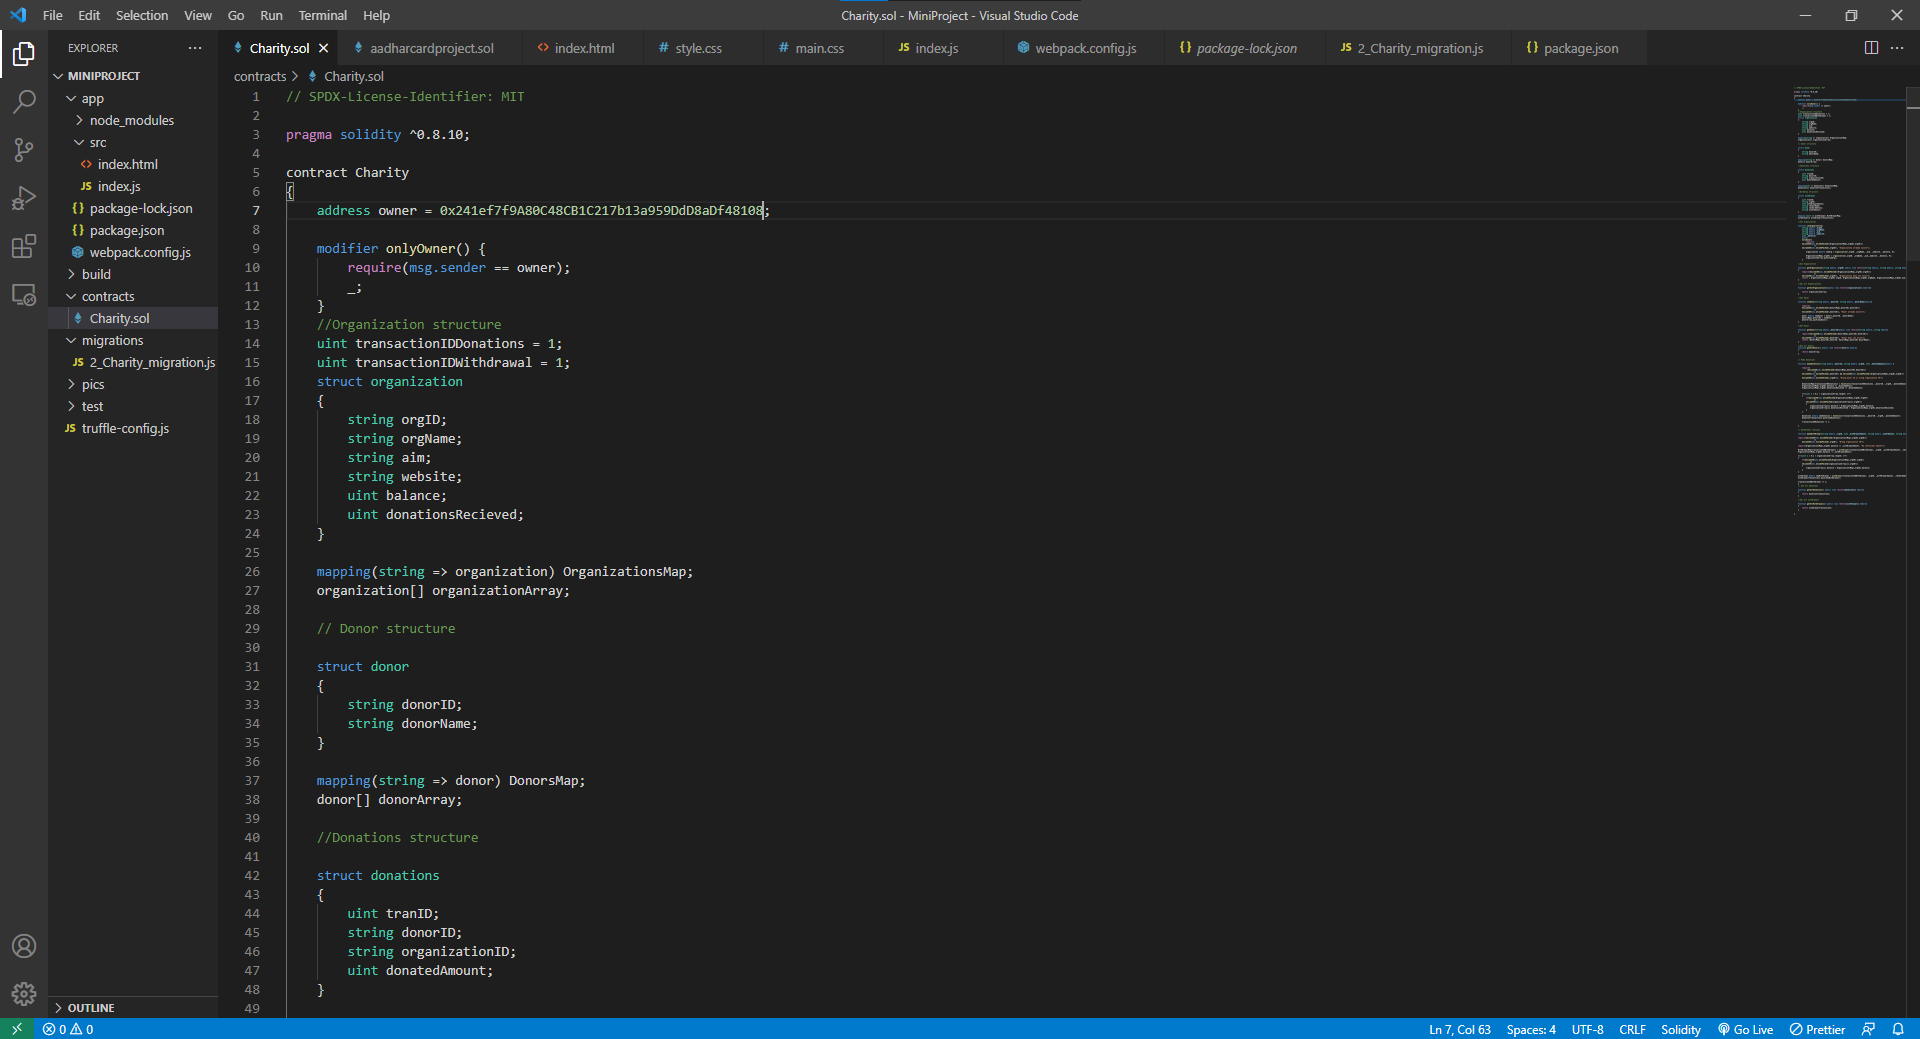 File Edit Selection View Go Run Terminal Help
Charity.sol - MiniProject - Visual Studio Code
EXPLORER
MINIPROJECT
app
node_modules
src
index.html
index.js
package-lock.json
package.json
webpack.config.js
build
contracts
Charity.sol
migrations
2_Charity_migration.js
pics
test
truffle-config.js
OUTLINE
Charity.sol aadharcardproject.sol index.html style.css main.css index.js webpack.config.js package-lock.json 2_Charity_migration.js package.json
contracts > Charity.sol
1 // SPDX-License-Identifier: MIT
2
3 pragma solidity ^0.8.10;
4
5 contract Charity
6 {
7 address owner = 0x241ef7f9A80C48CB1C217b13a959DdD8aDf48108;
8
9 modifier onlyOwner() {
10 require(msg.sender == owner);
11 _;
12 }
13 //Organization structure
14 uint transactionIDDonations = 1;
15 uint transactionIDWithdrawal = 1;
16 struct organization
17 {
18 string orgID;
19 string orgName;
20 string aim;
21 string website;
22 uint balance;
23 uint donationsRecieved;
24 }
25
26 mapping(string => organization) OrganizationsMap;
27 organization[] organizationArray;
28
29 // Donor structure
30
31 struct donor
32 {
33 string donorID;
34 string donorName;
35 }
36
37 mapping(string => donor) DonorsMap;
38 donor[] donorArray;
39
40 //Donations structure
41
42 struct donations
43 {
44 uint tranID;
45 string donorID;
46 string organizationID;
47 uint donatedAmount;
48 }
49
0 0
Ln 7, Col 63 Spaces: 4 UTF-8 CRLF Solidity Go Live Prettier